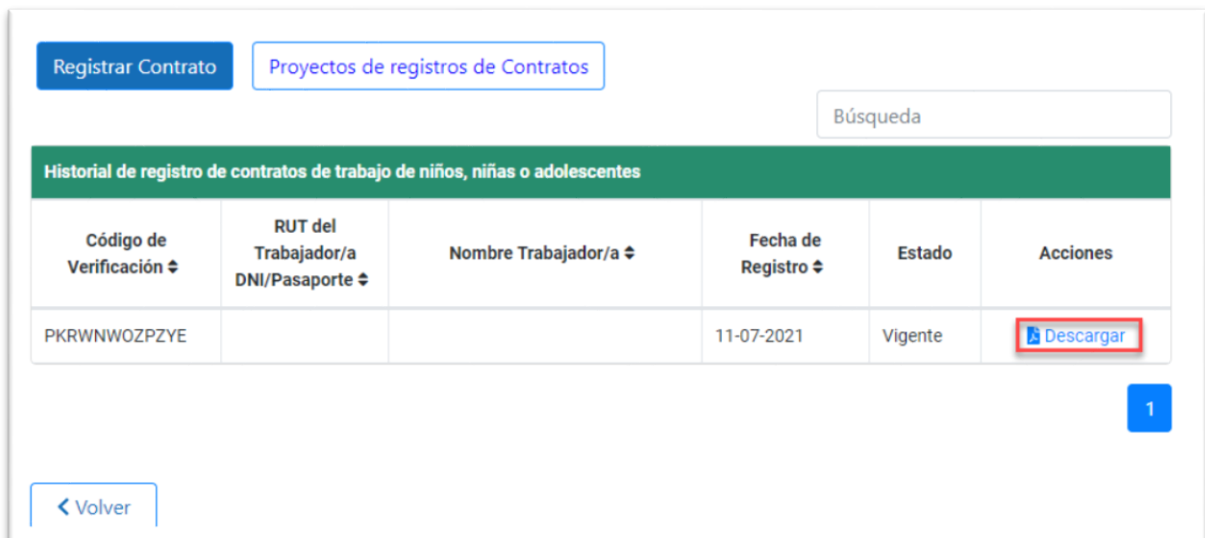 Registrar Contrato
Proyectos de registros de Contratos
Búsqueda
Historial de registro de contratos de trabajo de niños, niñas o adolescentes
Código de
Verificación
RUT del
Trabajador/a
DNI/Pasaporte
Nombre Trabajador/a
Fecha de
Registro
Estado
Acciones
PKRWNWOZPZYE
11-07-2021
Vigente
Descargar
1
Volver